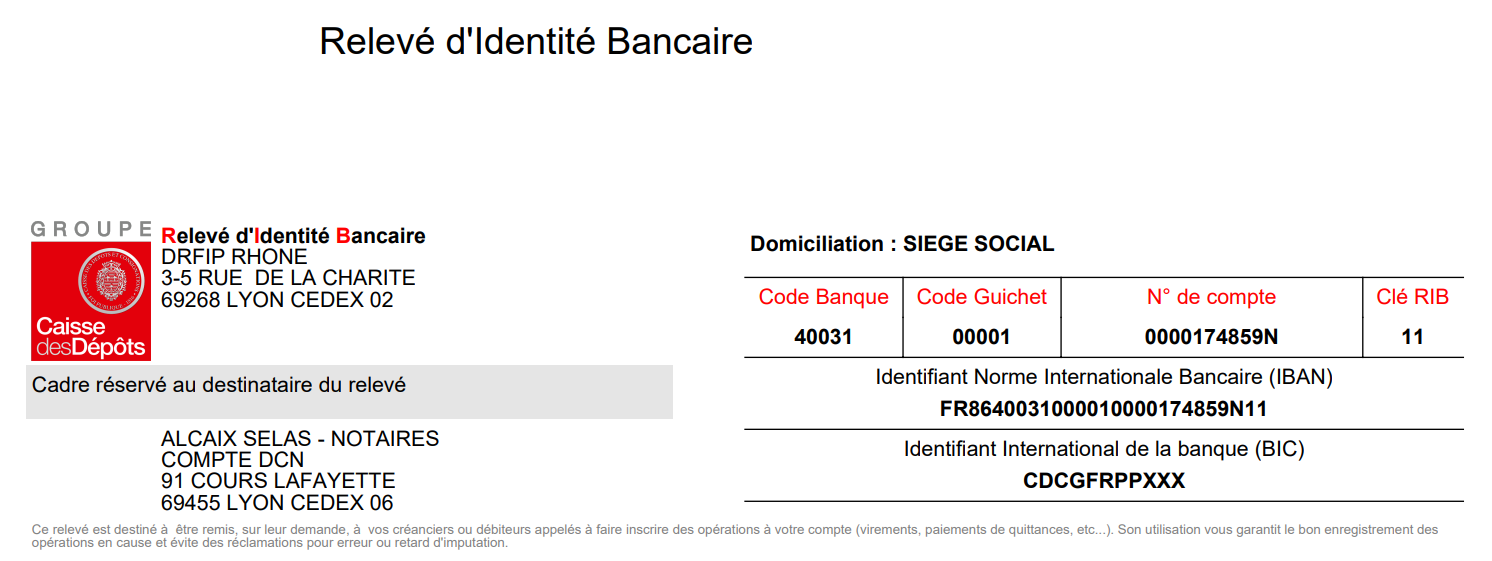 Relevé d'Identité Bancaire
GROUPE
Caisse
desDépôts
Relevé d'Identité Bancaire
DRFIP RHONE
3-5 RUE DE LA CHARITE
69268 LYON CEDEX 02
Cadre réservé au destinataire du relevé
ALCAIX SELAS - NOTAIRES
COMPTE DCN
91 COURS LAFAYETTE
69455 LYON CEDEX 06
Domiciliation : SIEGE SOCIAL
Code Banque Code Guichet N° de compte Clé RIB
40031 00001 0000174859N 11
Identifiant Norme Internationale Bancaire (IBAN)
FR8640031000010000174859N11
Identifiant International de la banque (BIC)
CDCGFRPPXXX
Ce relevé est destiné à être remis, sur leur demande, à vos créanciers ou débiteurs appelés à faire inscrire des opérations à votre compte (virements, paiements de quittances, etc...). Son utilisation vous garantit le bon enregistrement des
opérations en cause et évite des réclamations pour erreur ou retard d'imputation.